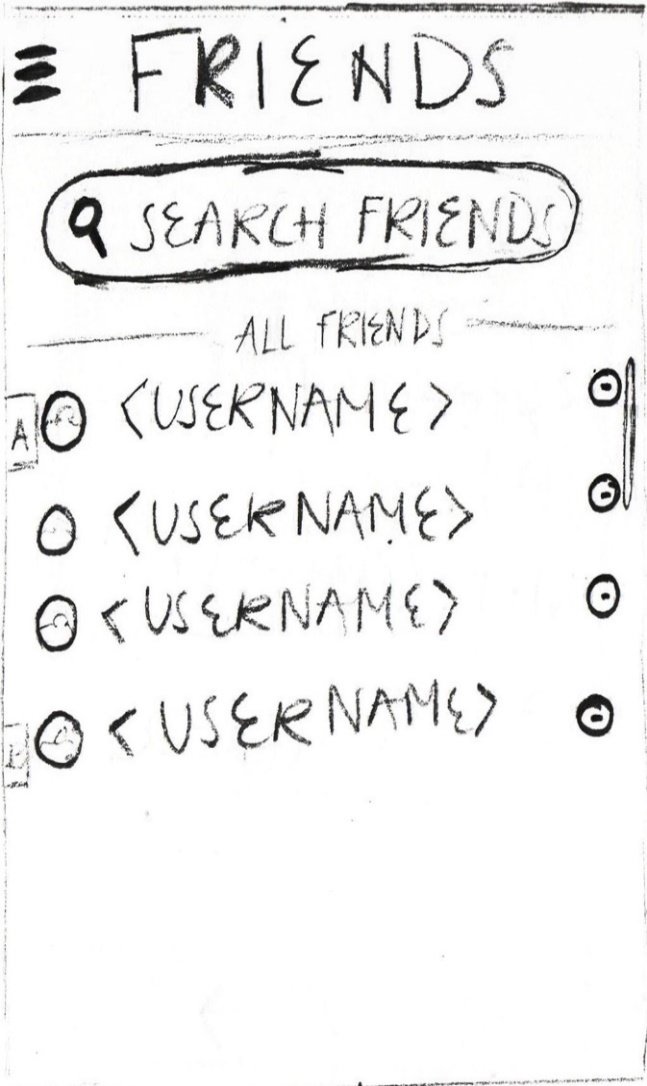 FRIENDS
SEARCH FRIENDS
ALL FRIENDS
A <USERNAME>
<USERNAME>
<USERNAME>
<USERNAME>